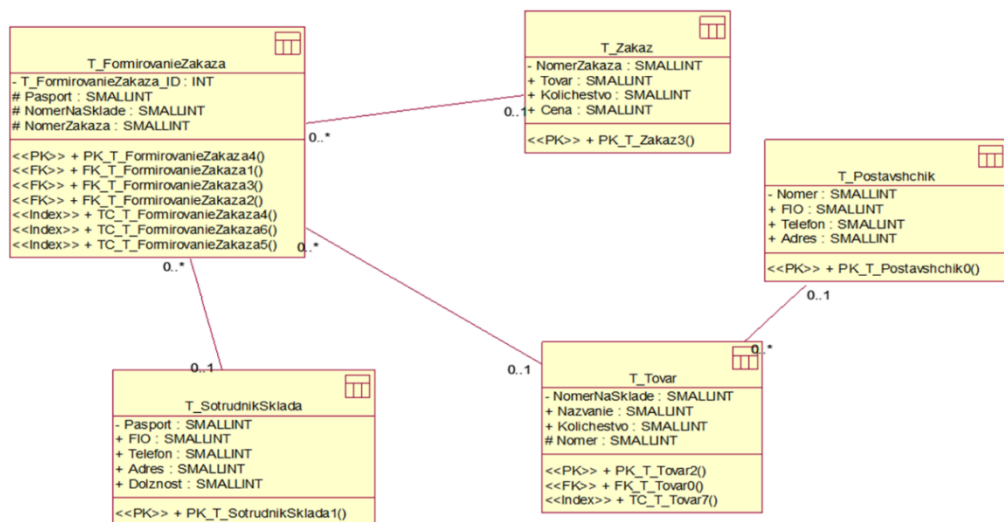 T_FormirovanieZakaza
- T_FormirovanieZakaza_ID : INT
# Pasport : SMALLINT
# NomerNaSklade : SMALLINT
# NomerZakaza : SMALLINT
<<PK>> + PK_T_FormirovanieZakaza4()
<<FK>> + FK_T_FormirovanieZakaza1()
<<FK>> + FK_T_FormirovanieZakaza3()
<<FK>> + FK_T_FormirovanieZakaza2()
<<Index>> + TC_T_FormirovanieZakaza4()
<<Index>> + TC_T_FormirovanieZakaza6()
<<Index>> + TC_T_FormirovanieZakaza5()
0..*
0..*
0..*
T_Zakaz
- NomerZakaza : SMALLINT
+ Tovar : SMALLINT
+ Kolichestvo : SMALLINT
+ Cena : SMALLINT
<<PK>> + PK_T_Zakaz3()
0..1
T_Postavshchik
- Nomer : SMALLINT
+ FIO : SMALLINT
+ Telefon : SMALLINT
+ Adres : SMALLINT
<<PK>> + PK_T_Postavshchik0()
0..1
0..*
0..1
T_SotrudnikSklada
- Pasport : SMALLINT
+ FIO : SMALLINT
+ Telefon : SMALLINT
+ Adres : SMALLINT
+ Dolznost : SMALLINT
<<PK>> + PK_T_SotrudnikSklada1()
0..1
T_Tovar
- NomerNaSklade : SMALLINT
+ Nazvanie : SMALLINT
+ Kolichestvo : SMALLINT
# Nomer : SMALLINT
<<PK>> + PK_T_Tovar2()
<<FK>> + FK_T_Tovar0()
<<Index>> + TC_T_Tovar7()